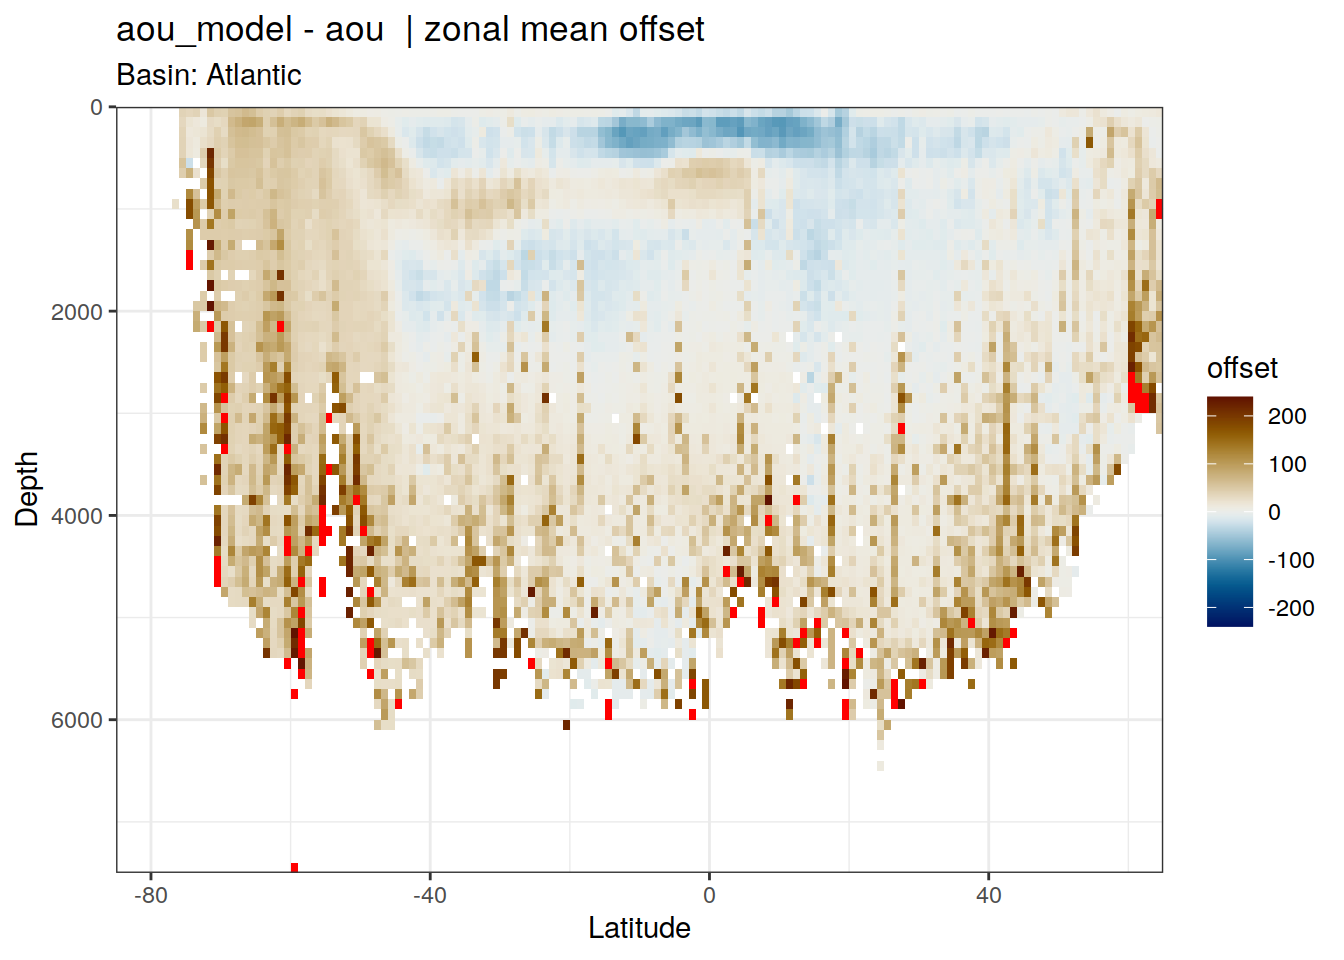 aou_model - aou  | zonal mean offset
Basin: Atlantic
0
2000
4000
6000
Depth
-80
-40
0
40
Latitude
offset
200
100
0
-100
-200